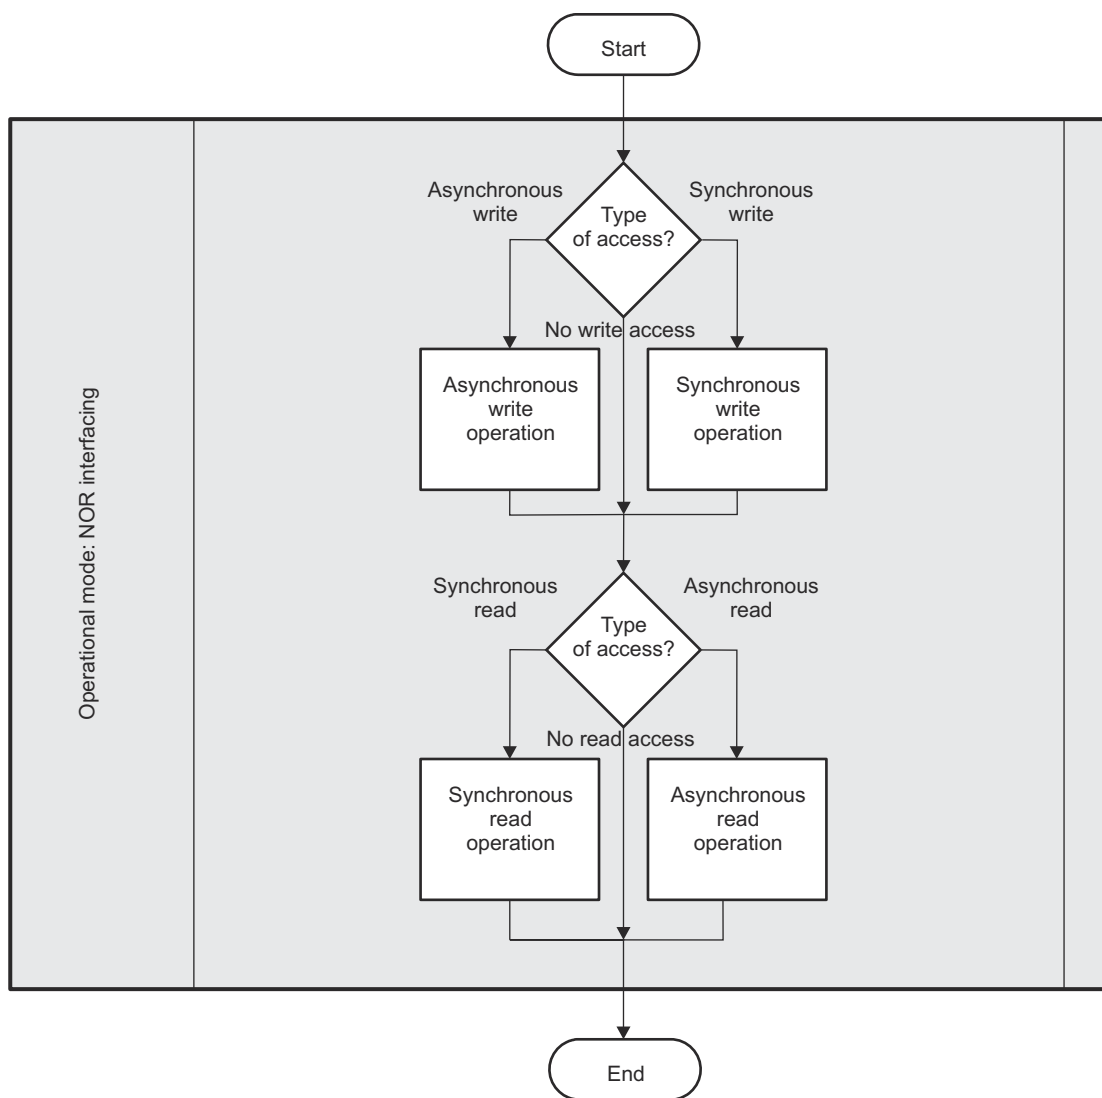 Start
Asynchronous
write
Synchronous
write
Type
of access?
No write access
Asynchronous
write
operation
Synchronous
write
operation
Operational mode: NOR interfacing
Synchronous
read
Asynchronous
read
Type
of access?
No read access
Synchronous
read
operation
Asynchronous
read
operation
End